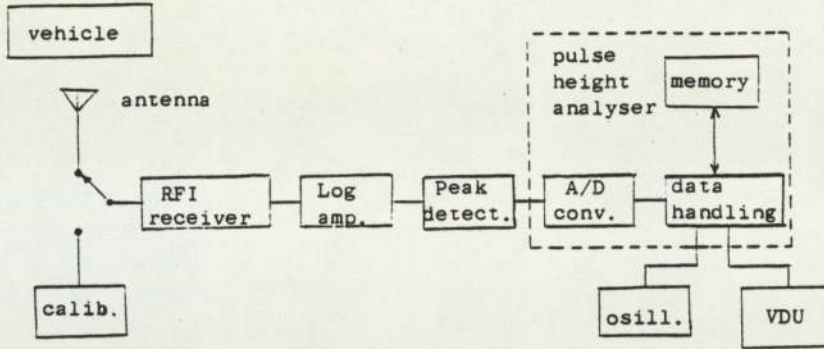 vehicle
antenna
pulse
height
analyser
memory
RFI
receiver
Log
amp.
Peak
detect.
A/D
conv.
data
handling
calib.
osill.
VDU